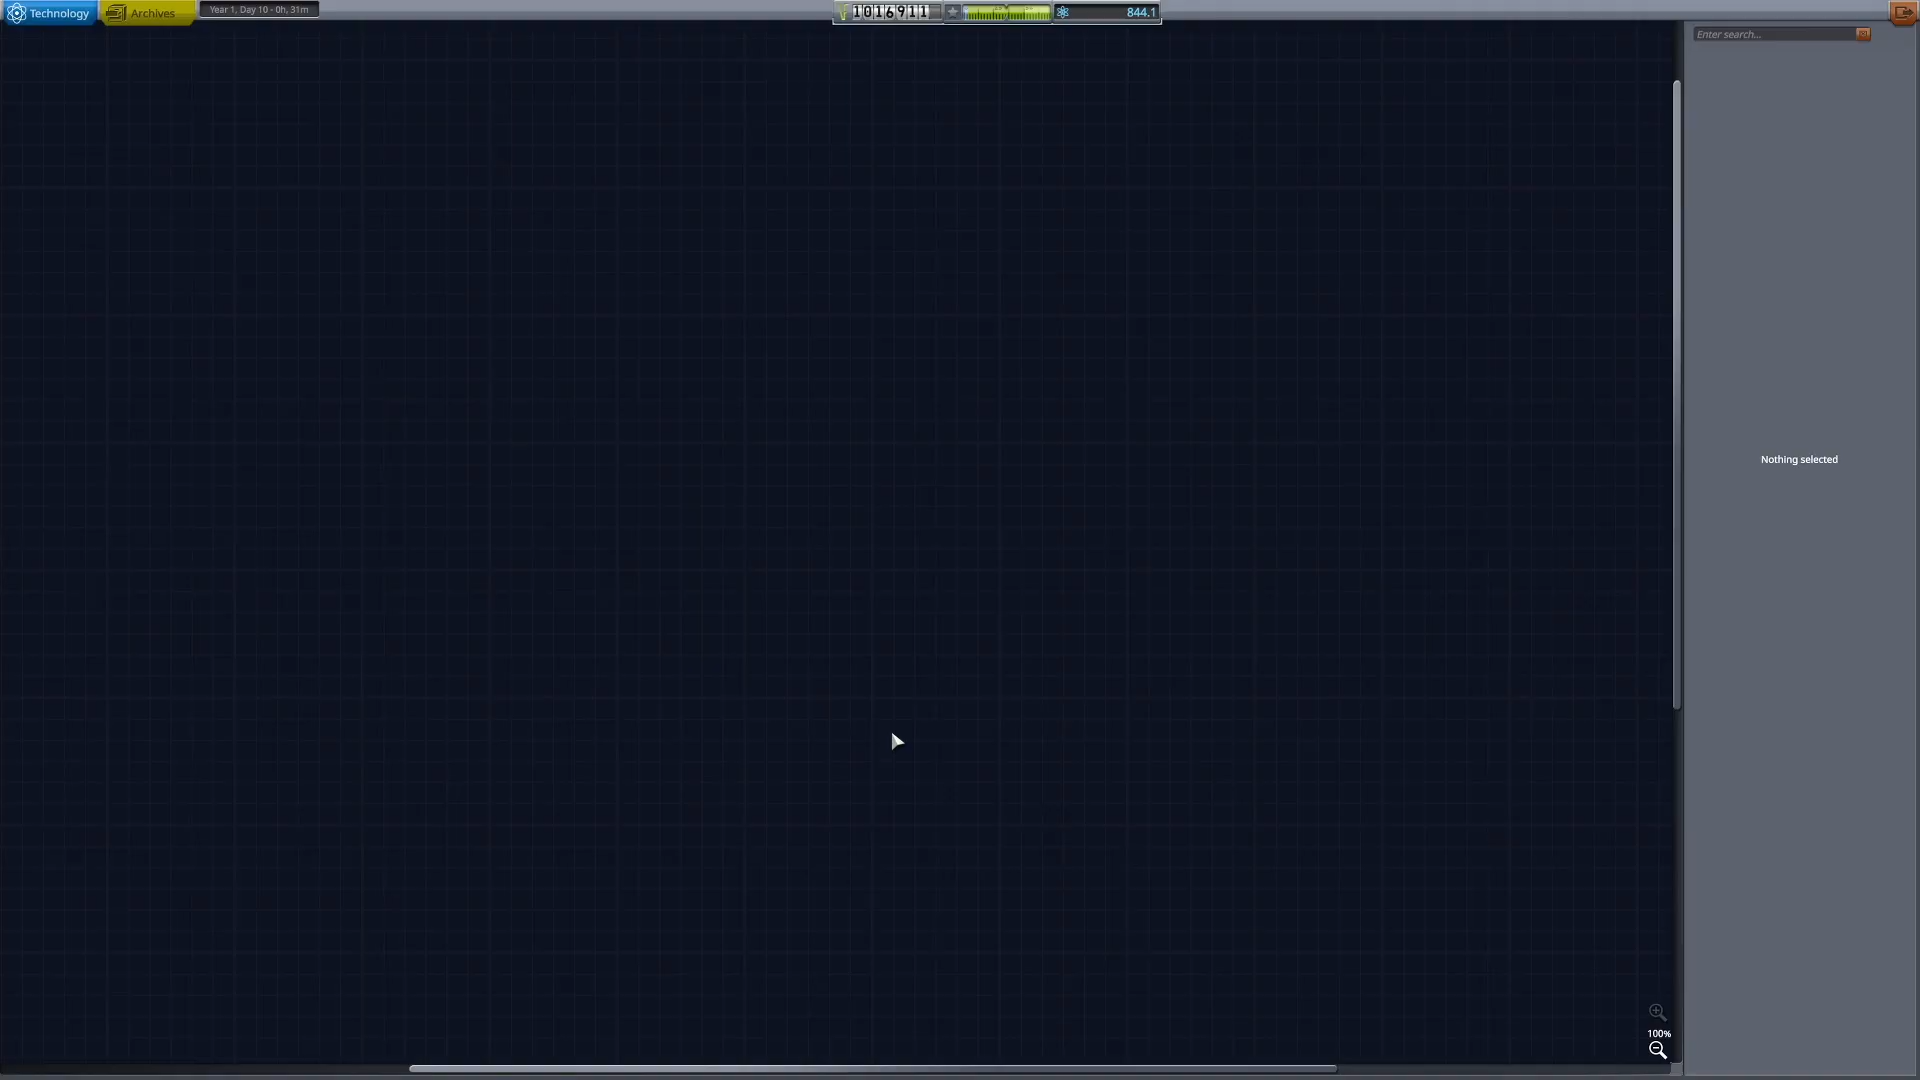 Technology
Archives
Year 1, Day 10 - 0h, 31m
1016911
844.1
Enter search...
Nothing selected
100%